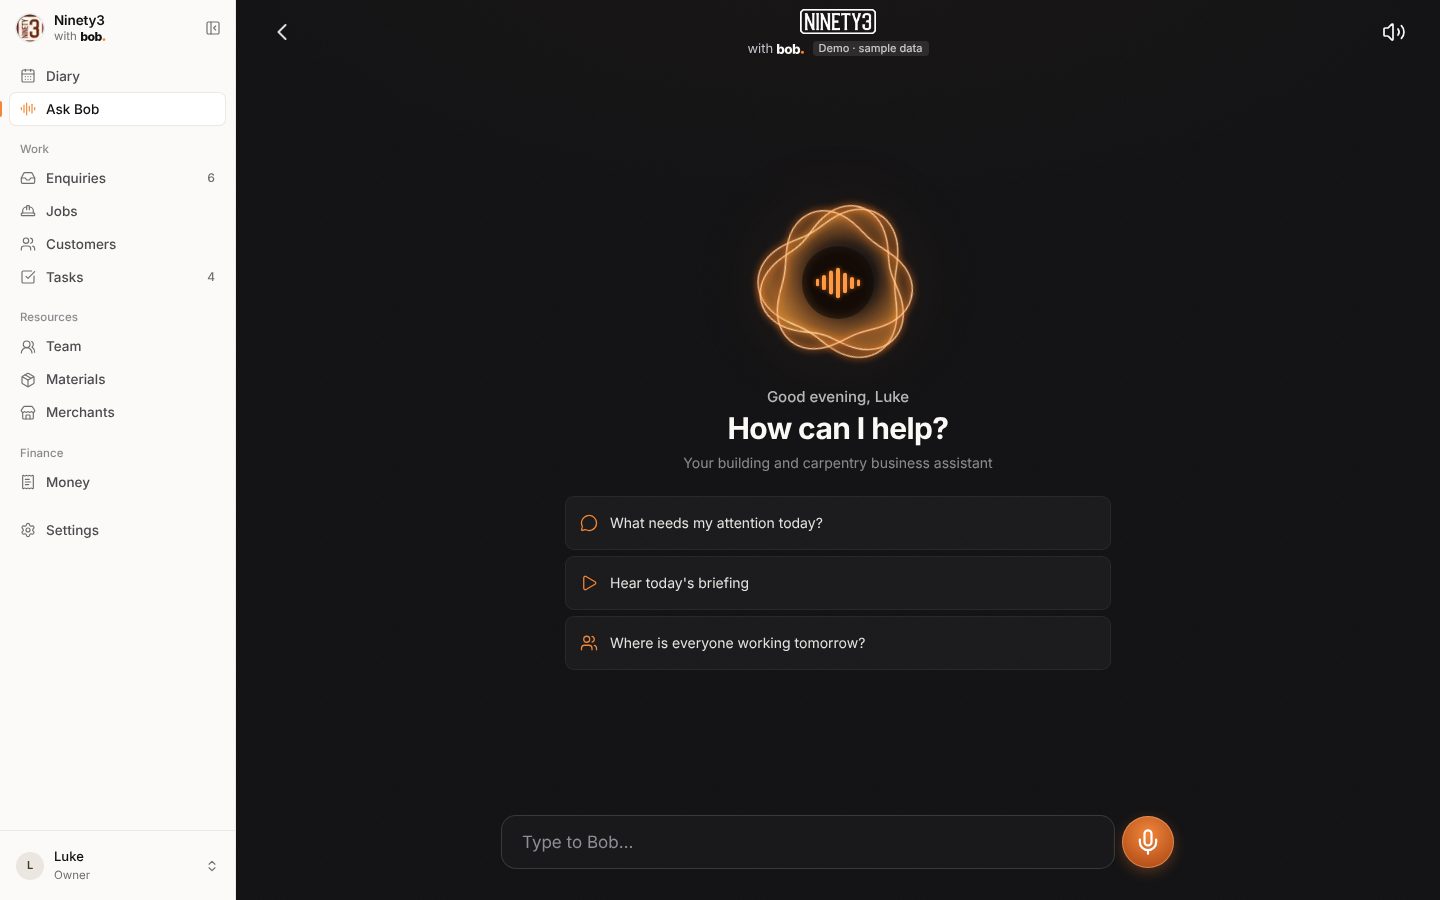 Ninety3
with bob.
Diary
Ask Bob
Work
Enquiries 6
Jobs
Customers
Tasks 4
Resources
Team
Materials
Merchants
Finance
Money
Settings
L
Luke
Owner
NINETY3
with bob. Demo · sample data
Good evening, Luke
How can I help?
Your building and carpentry business assistant
What needs my attention today?
Hear today's briefing
Where is everyone working tomorrow?
Type to Bob...